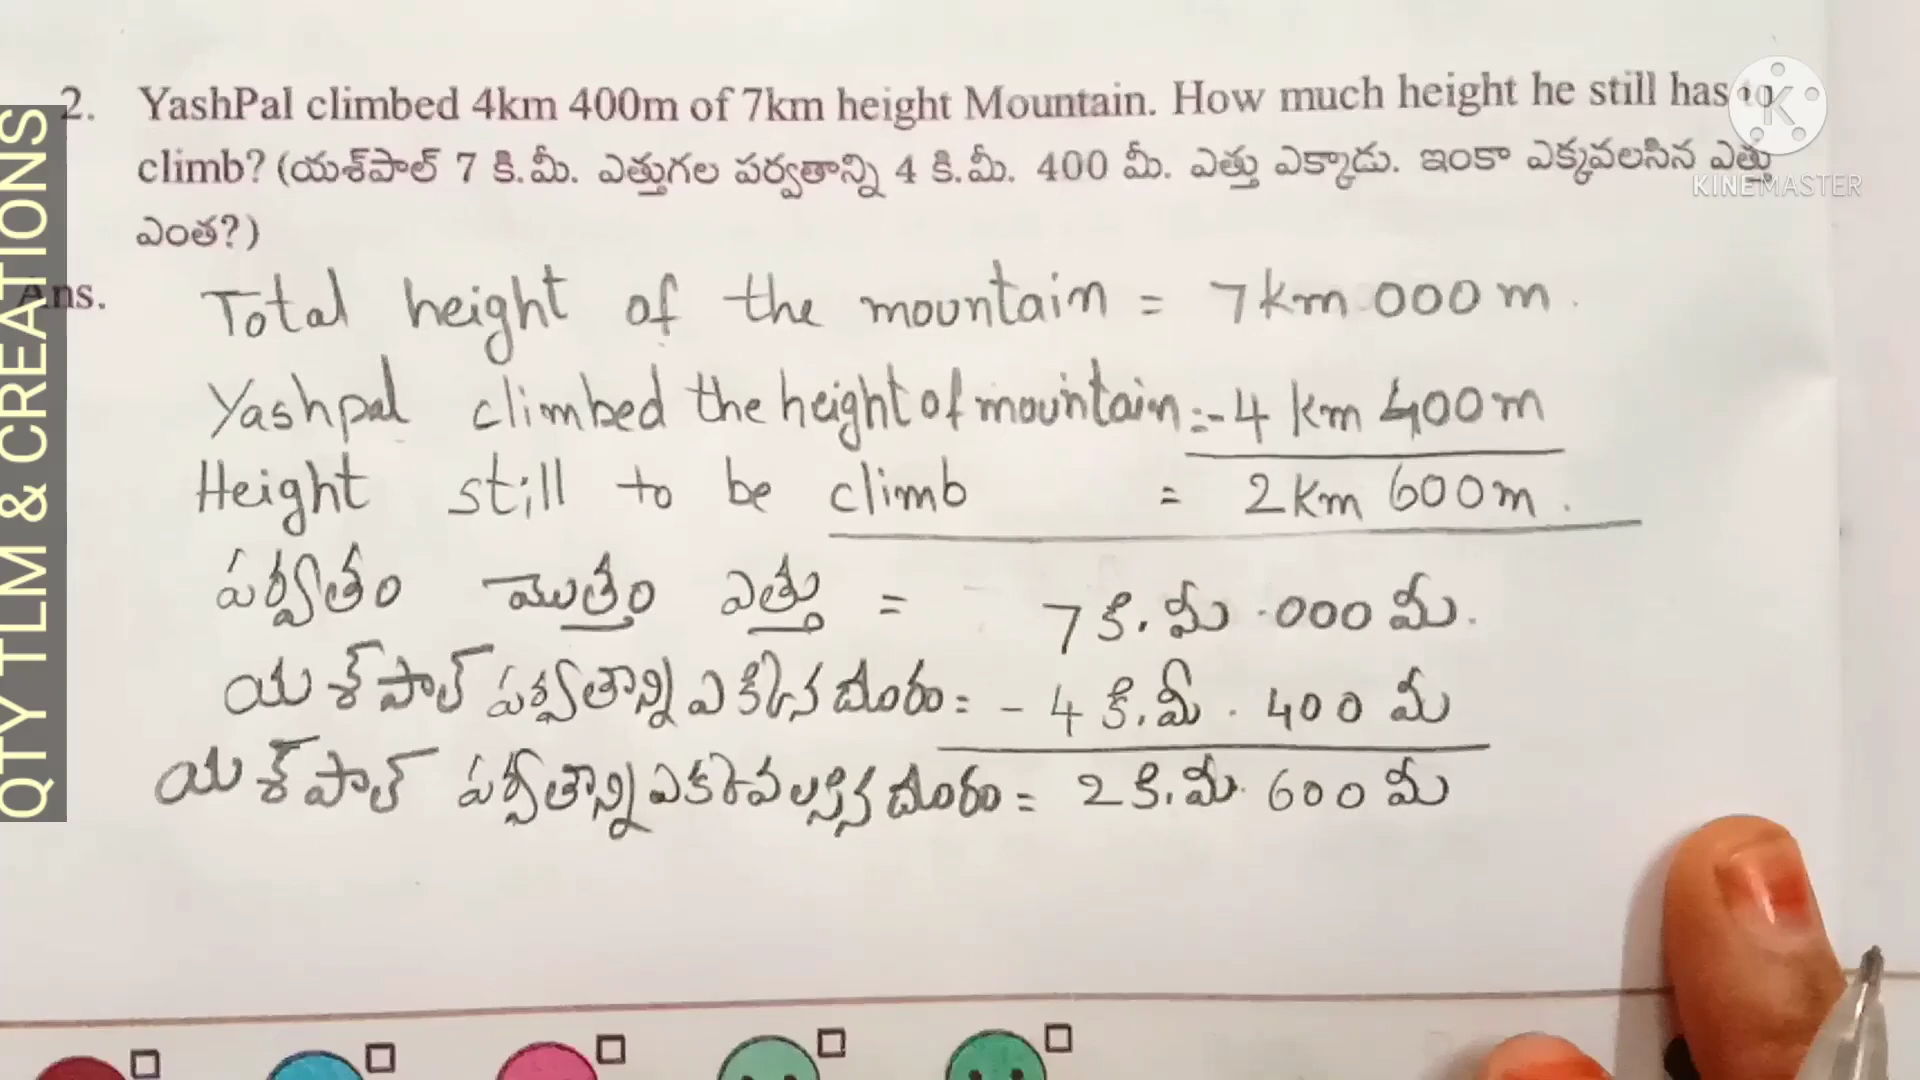 2. YashPal climbed 4km 400m of 7km height Mountain. How much height he still has to
climb? (యశ్‌పాల్ 7 కి.మీ. ఎత్తుగల పర్వతాన్ని 4 కి.మీ. 400 మీ. ఎత్తు ఎక్కాడు. ఇంకా ఎక్కవలసిన ఎత్తు
ఎంత?)
KINEMASTER
Ans. Total height of the mountain = 7km 000m.
Yashpal climbed the height of mountain = - 4 km 400m
Height still to be climb = 2km 600m.
పర్వతం మొత్తం ఎత్తు = 7 కి.మీ. 000 మీ.
యశ్‌పాల్ పర్వతాన్ని ఎక్కిన దూరం = - 4 కి.మీ. 400 మీ
యశ్‌పాల్ పర్వతాన్ని ఎక్కవలసిన దూరం = 2 కి.మీ. 600 మీ
QTY TLM & CREATIONS